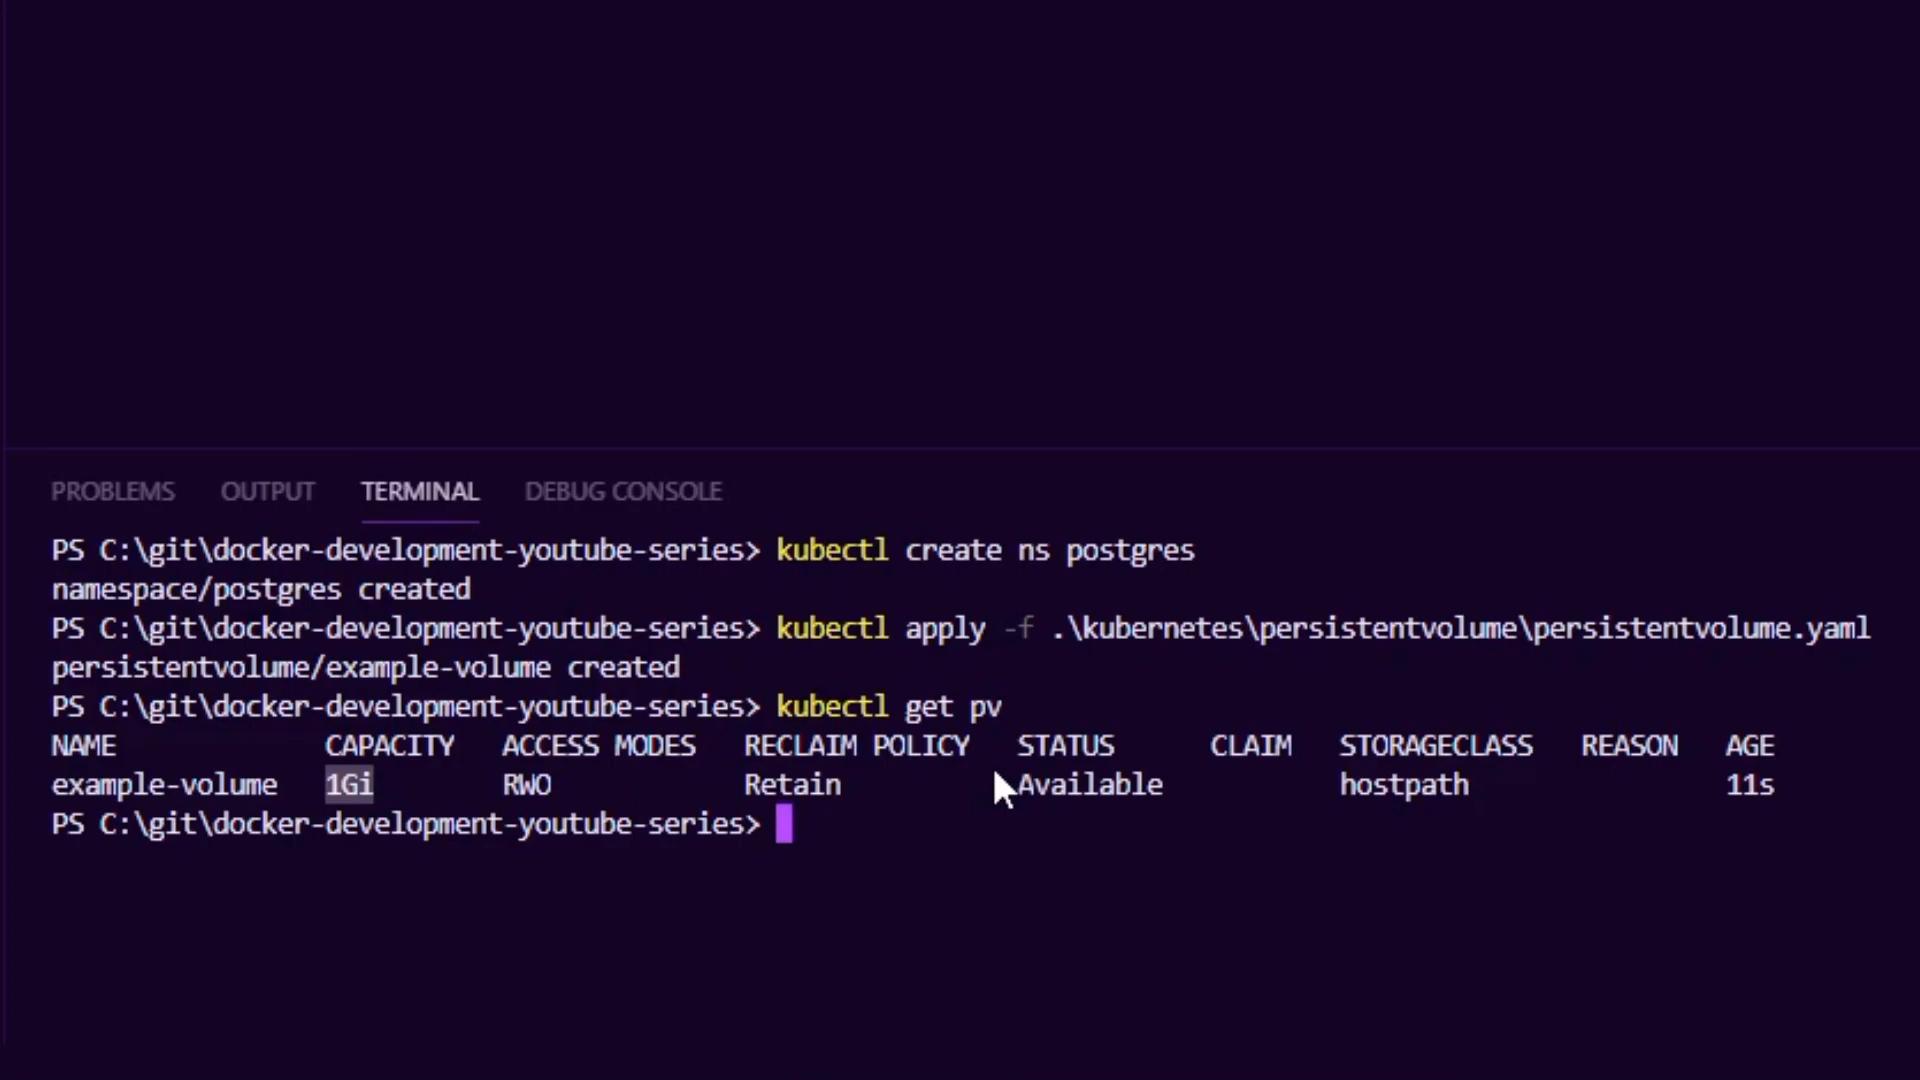 PROBLEMS OUTPUT TERMINAL DEBUG CONSOLE
PS C:\git\docker-development-youtube-series> kubectl create ns postgres
namespace/postgres created
PS C:\git\docker-development-youtube-series> kubectl apply -f .\kubernetes\persistentvolume\persistentvolume.yaml
persistentvolume/example-volume created
PS C:\git\docker-development-youtube-series> kubectl get pv
NAME CAPACITY ACCESS MODES RECLAIM POLICY STATUS CLAIM STORAGECLASS REASON AGE
example-volume 1Gi RWO Retain Available hostpath 11s
PS C:\git\docker-development-youtube-series>